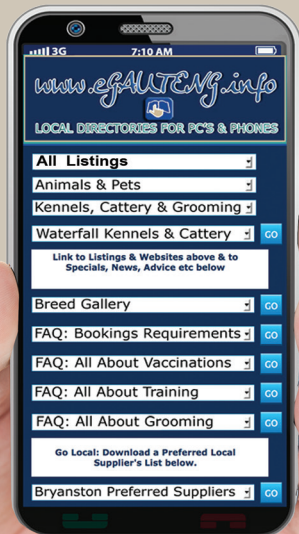 3G
7:10 AM
www.eGAUTENG.info
LOCAL DIRECTORIES FOR PC'S & PHONES
All Listings
Animals & Pets
Kennels, Cattery & Grooming
Waterfall Kennels & Cattery GO
Link to Listings & Websites above & to
Specials, News, Advice etc below
Breed Gallery GO
FAQ: Bookings Requirements GO
FAQ: All About Vaccinations GO
FAQ: All About Training GO
FAQ: All About Grooming GO
Go Local: Download a Preferred Local
Supplier's List below.
Bryanston Preferred Suppliers GO